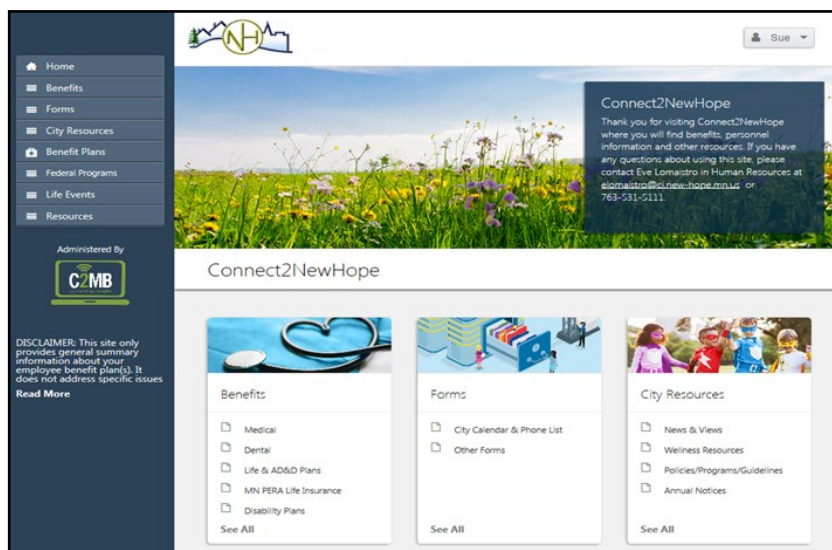 NH
Sue
Home
Benefits
Forms
City Resources
Benefit Plans
Federal Programs
Life Events
Resources
Administered By
C2MB
DISCLAIMER: This site only
provides general summary
information about your
employee benefit plan(s). It
does not address specific issues
Read More
Connect2NewHope
Thank you for visiting Connect2NewHope
where you will find benefits, personnel
information and other resources. If you have
any questions about using this site, please
contact Eve Lomaistro in Human Resources at
elomaistro@ci.new-hope.mn.us or
763-531-5111.
Connect2NewHope
Benefits
Medical
Dental
Life & AD&D Plans
MN PERA Life Insurance
Disability Plans
See All
Forms
City Calendar & Phone List
Other Forms
See All
City Resources
News & Views
Wellness Resources
Policies/Programs/Guidelines
Annual Notices
See All